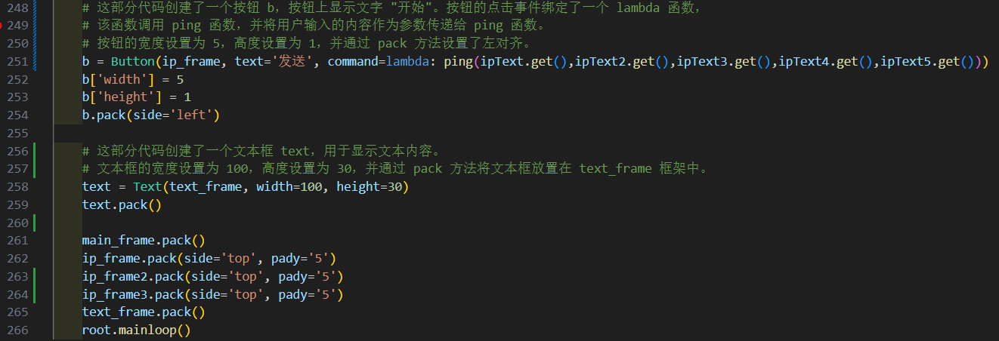 248 # 这部分代码创建了一个按钮 b，按钮上显示文字 "开始"。按钮的点击事件绑定了一个 lambda 函数，
249 # 该函数调用 ping 函数，并将用户输入的内容作为参数传递给 ping 函数。
250 # 按钮的宽度设置为 5，高度设置为 1，并通过 pack 方法设置了左对齐。
251 b = Button(ip_frame, text='发送', command=lambda: ping(ipText.get(),ipText2.get(),ipText3.get(),ipText4.get(),ipText5.get()))
252 b['width'] = 5
253 b['height'] = 1
254 b.pack(side='left')
255
256 # 这部分代码创建了一个文本框 text，用于显示文本内容。
257 # 文本框的宽度设置为 100，高度设置为 30，并通过 pack 方法将文本框放置在 text_frame 框架中。
258 text = Text(text_frame, width=100, height=30)
259 text.pack()
260
261 main_frame.pack()
262 ip_frame.pack(side='top', pady='5')
263 ip_frame2.pack(side='top', pady='5')
264 ip_frame3.pack(side='top', pady='5')
265 text_frame.pack()
266 root.mainloop()